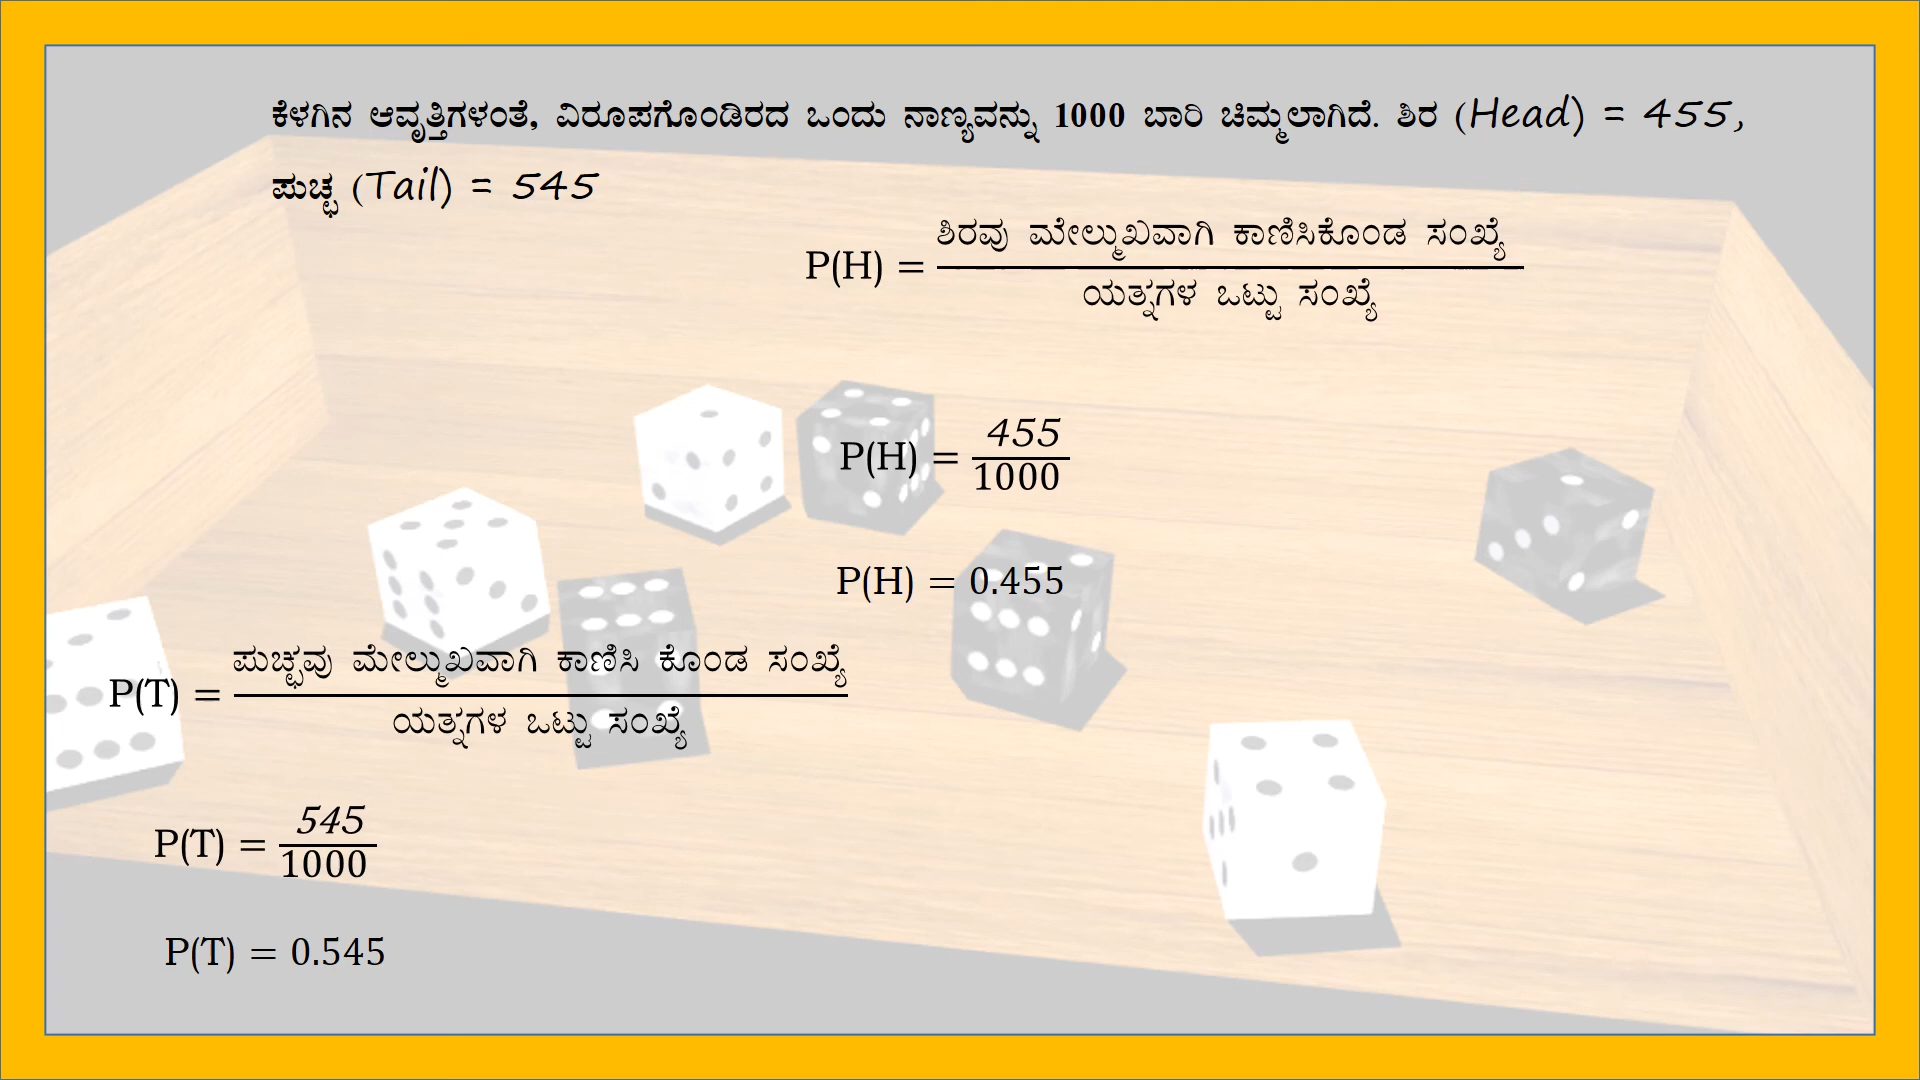 ಕೆಳಗಿನ ಆವೃತ್ತಿಗಳಂತೆ, ವಿರೂಪಗೊಂಡಿರದ ಒಂದು ನಾಣ್ಯವನ್ನು 1000 ಬಾರಿ ಚಿಮ್ಮಲಾಗಿದೆ. ಶಿರ (Head) = 455,
ಪುಚ್ಛ (Tail) = 545
ಶಿರವು ಮೇಲ್ಮುಖವಾಗಿ ಕಾಣಿಸಿಕೊಂಡ ಸಂಖ್ಯೆ
P(H) =
ಯತ್ನಗಳ ಒಟ್ಟು ಸಂಖ್ಯೆ
P(H) = 455/1000
P(H) = 0.455
ಪುಚ್ಛವು ಮೇಲ್ಮುಖವಾಗಿ ಕಾಣಿಸಿ ಕೊಂಡ ಸಂಖ್ಯೆ
P(T) =
ಯತ್ನಗಳ ಒಟ್ಟು ಸಂಖ್ಯೆ
P(T) = 545/1000
P(T) = 0.545